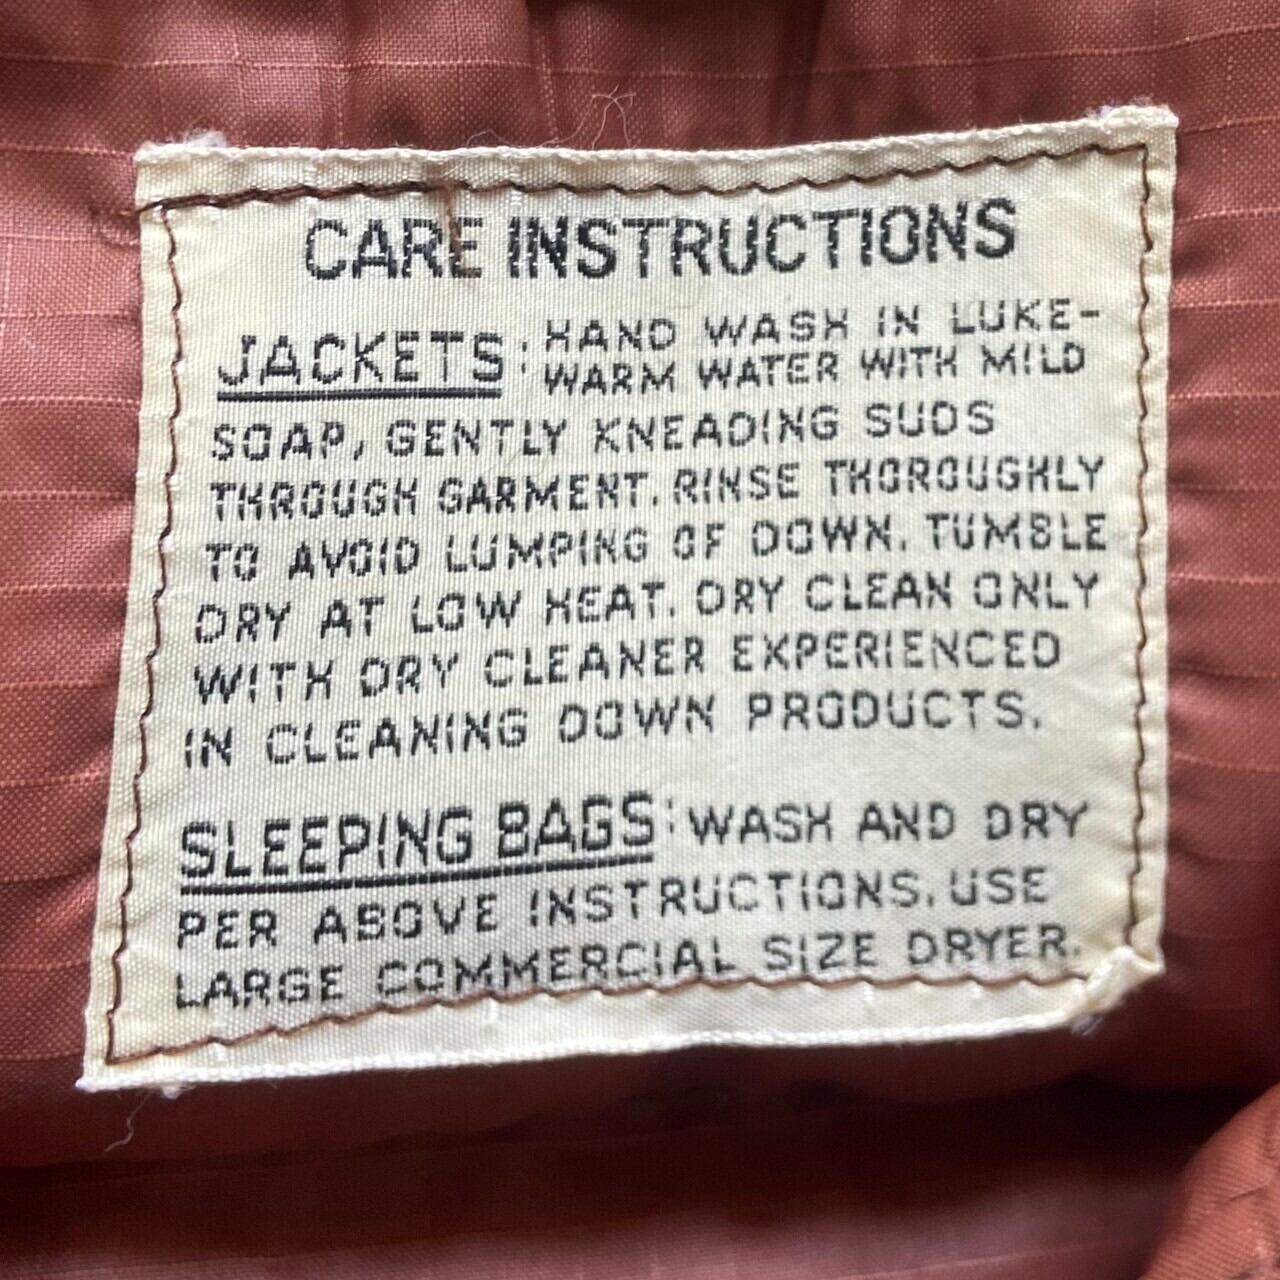 CARE INSTRUCTIONS
JACKETS: HAND WASH IN LUKE-
WARM WATER WITH MILD
SOAP, GENTLY KNEADING SUDS
THROUGH GARMENT. RINSE THOROUGHLY
TO AVOID LUMPING OF DOWN. TUMBLE
DRY AT LOW HEAT. DRY CLEAN ONLY
WITH DRY CLEANER EXPERIENCED
IN CLEANING DOWN PRODUCTS.
SLEEPING BAGS: WASH AND DRY
PER ABOVE INSTRUCTIONS. USE
LARGE COMMERCIAL SIZE DRYER.